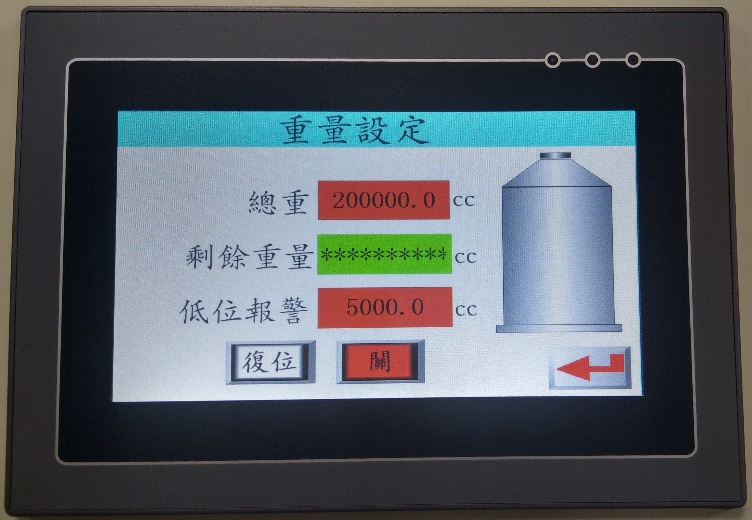 重量設定
總重 200000.0 cc
剩餘重量 ********** cc
低位報警 5000.0 cc
復位 關